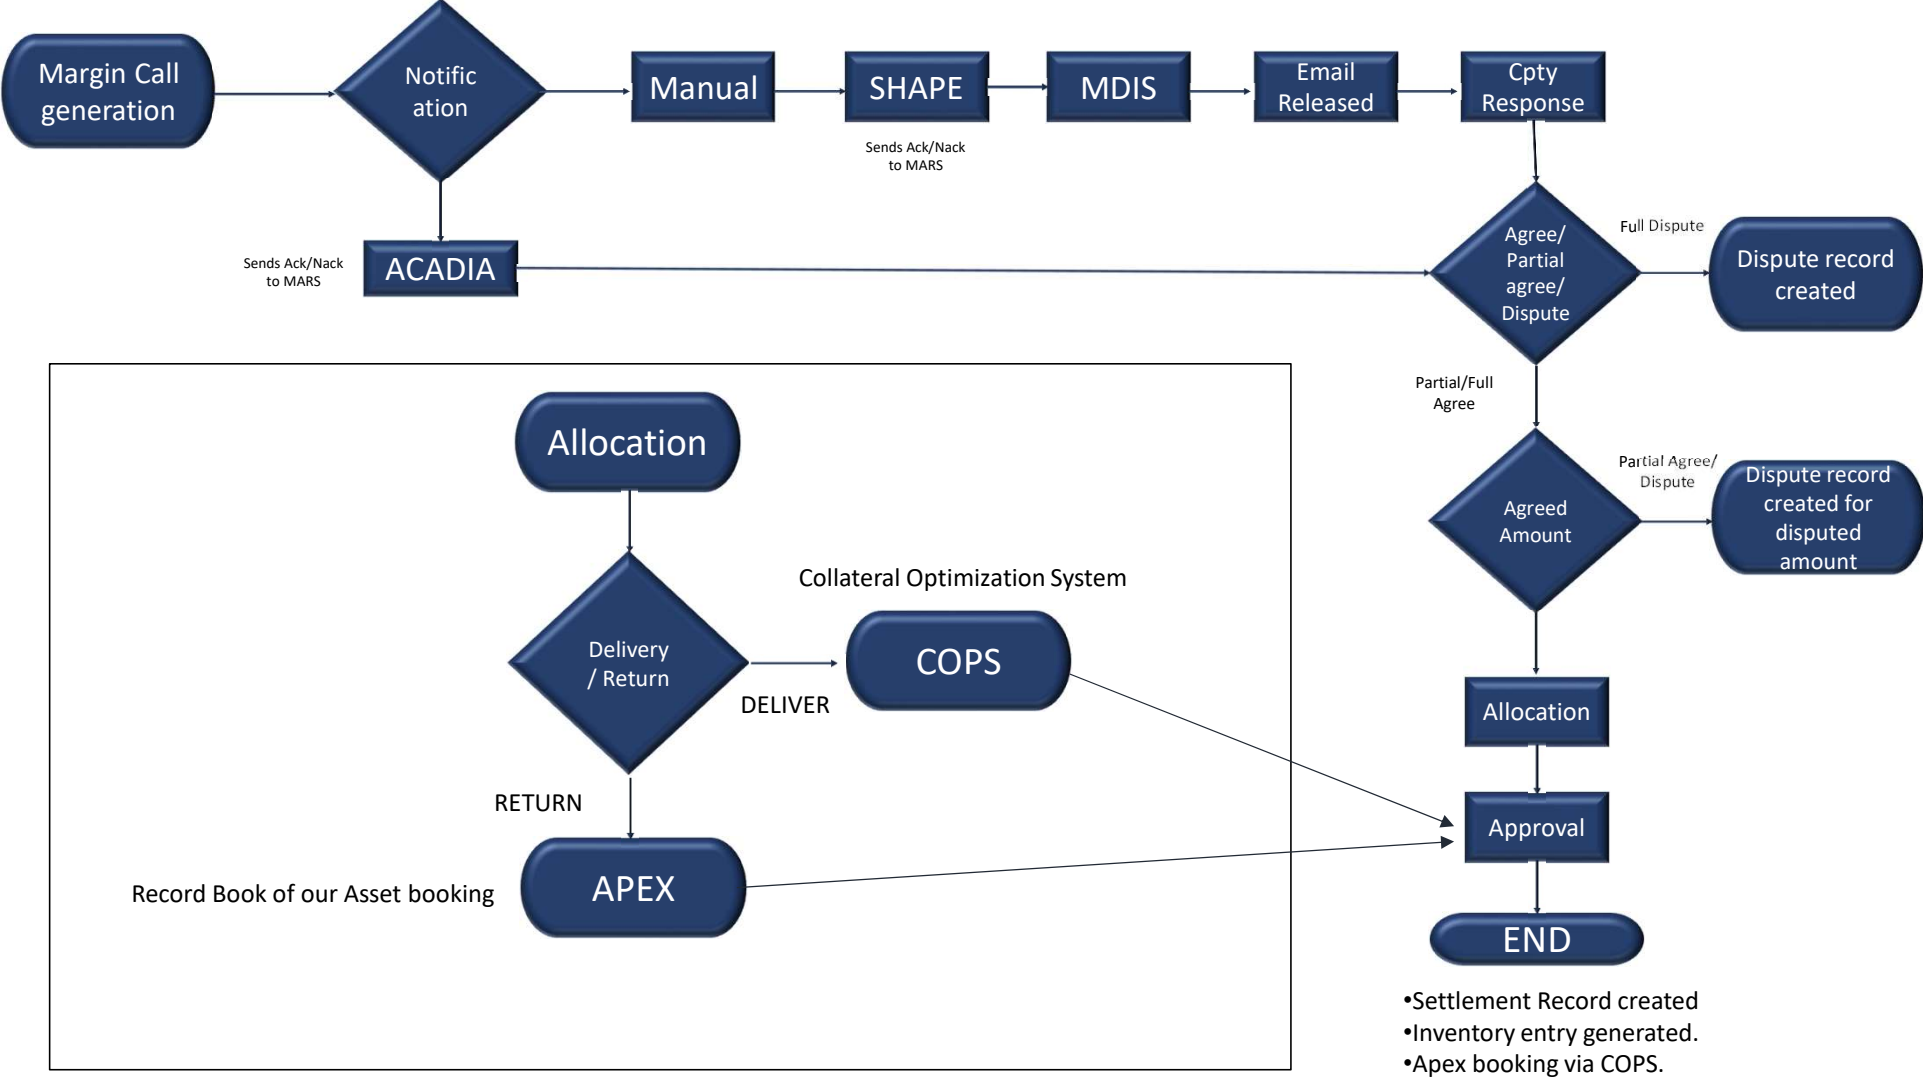 Margin Call
generation
Notific
ation
Manual
SHAPE
MDIS
Email
Released
Cpty
Response
Sends Ack/Nack
to MARS
Sends Ack/Nack
to MARS
ACADIA
Agree/
Partial
agree/
Dispute
Full Dispute
Dispute record
created
Partial/Full
Agree
Agreed
Amount
Partial Agree/
Dispute
Dispute record
created for
disputed
amount
Allocation
Delivery
/ Return
Collateral Optimization System
COPS
DELIVER
RETURN
Record Book of our Asset booking
APEX
Allocation
Approval
END
•Settlement Record created
•Inventory entry generated.
•Apex booking via COPS.